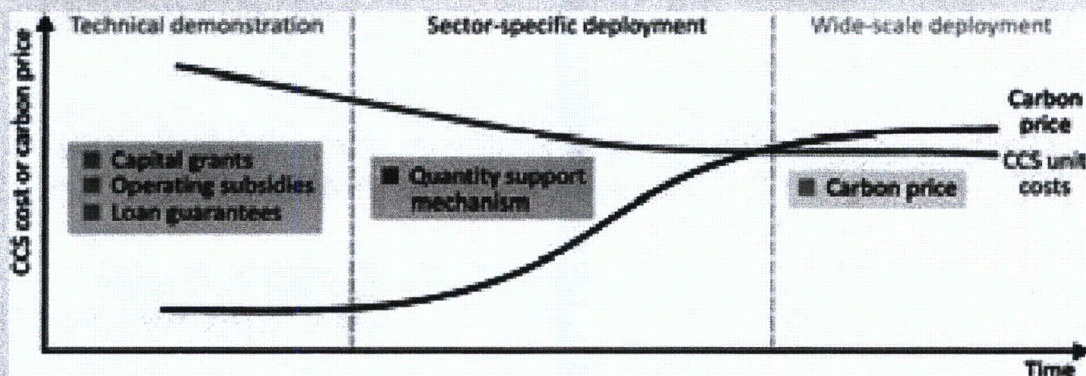 Technical demonstration
Sector-specific deployment
Wide-scale deployment
CCS cost or carbon price
Capital grants
Operating subsidies
Loan guarantees
Quantity support
mechanism
Carbon price
Carbon
price
CCS unit
costs
Time